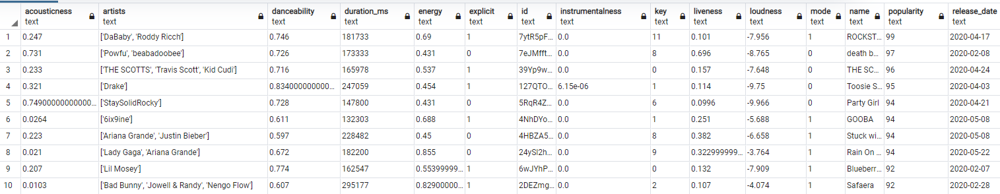 acousticness artists danceability duration_ms energy explicit id instrumentalness key liveness loudness mode name popularity release_date
text text text text text text text text text text text text text text text
1 0.247 ['DaBaby', 'Roddy Ricch'] 0.746 181733 0.69 1 7ytR5pF... 0.0 11 0.101 -7.956 1 ROCKST... 99 2020-04-17
2 0.731 ['Powfu', 'beabadoobee'] 0.726 173333 0.431 0 7eJMfft... 0.0 8 0.696 -8.765 0 death b... 97 2020-02-08
3 0.233 ['THE SCOTTS', 'Travis Scott', 'Kid Cudi'] 0.716 165978 0.537 1 39Yp9w... 0.0 0 0.157 -7.648 0 THE SC... 96 2020-04-24
4 0.321 ['Drake'] 0.834000000000... 247059 0.454 1 127QTO... 6.15e-06 1 0.114 -9.75 0 Toosie S... 95 2020-04-03
5 0.74900000000000... ['StaySolidRocky'] 0.728 147800 0.431 0 5RqR4Z... 0.0 6 0.0996 -9.966 0 Party Girl 94 2020-04-21
6 0.0264 ['6ix9ine'] 0.611 132303 0.688 1 4NhDYo... 0.0 1 0.251 -5.688 1 GOOBA 94 2020-05-08
7 0.223 ['Ariana Grande', 'Justin Bieber'] 0.597 228482 0.45 0 4HBZA5... 0.0 8 0.382 -6.658 1 Stuck wi... 94 2020-05-08
8 0.021 ['Lady Gaga', 'Ariana Grande'] 0.672 182200 0.855 0 24ySl2h... 0.0 9 0.322999999... -3.764 1 Rain On ... 94 2020-05-22
9 0.207 ['Lil Mosey'] 0.774 162547 0.55399999... 1 6wJYhP... 0.0 0 0.132 -7.909 1 Blueberr... 92 2020-02-07
10 0.0103 ['Bad Bunny', 'Jowell & Randy', 'Nengo Flow'] 0.607 295177 0.82900000... 1 2DEZmg... 0.0 2 0.107 -4.074 1 Safaera 92 2020-02-28